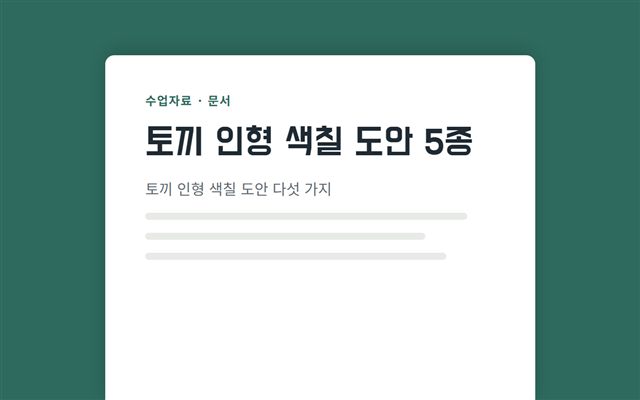 수업자료 · 문서
토끼 인형 색칠 도안 5종
토끼 인형 색칠 도안 다섯 가지